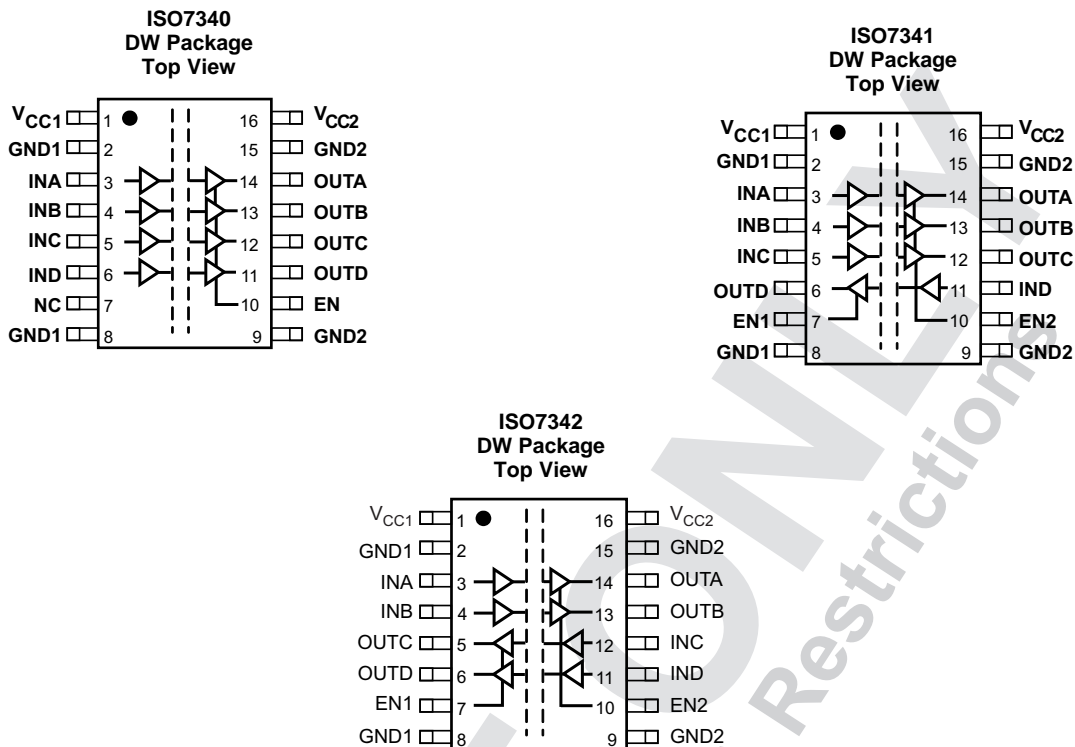 ISO7340
DW Package
Top View
VCC1 1 16 VCC2
GND1 2 15 GND2
INA 3 14 OUTA
INB 4 13 OUTB
INC 5 12 OUTC
IND 6 11 OUTD
NC 7 10 EN
GND1 8 9 GND2
ISO7341
DW Package
Top View
VCC1 1 16 VCC2
GND1 2 15 GND2
INA 3 14 OUTA
INB 4 13 OUTB
INC 5 12 OUTC
OUTD 6 11 IND
EN1 7 10 EN2
GND1 8 9 GND2
ISO7342
DW Package
Top View
VCC1 1 16 VCC2
GND1 2 15 GND2
INA 3 14 OUTA
INB 4 13 OUTB
OUTC 5 12 INC
OUTD 6 11 IND
EN1 7 10 EN2
GND1 8 9 GND2
ONLY
Restrictions